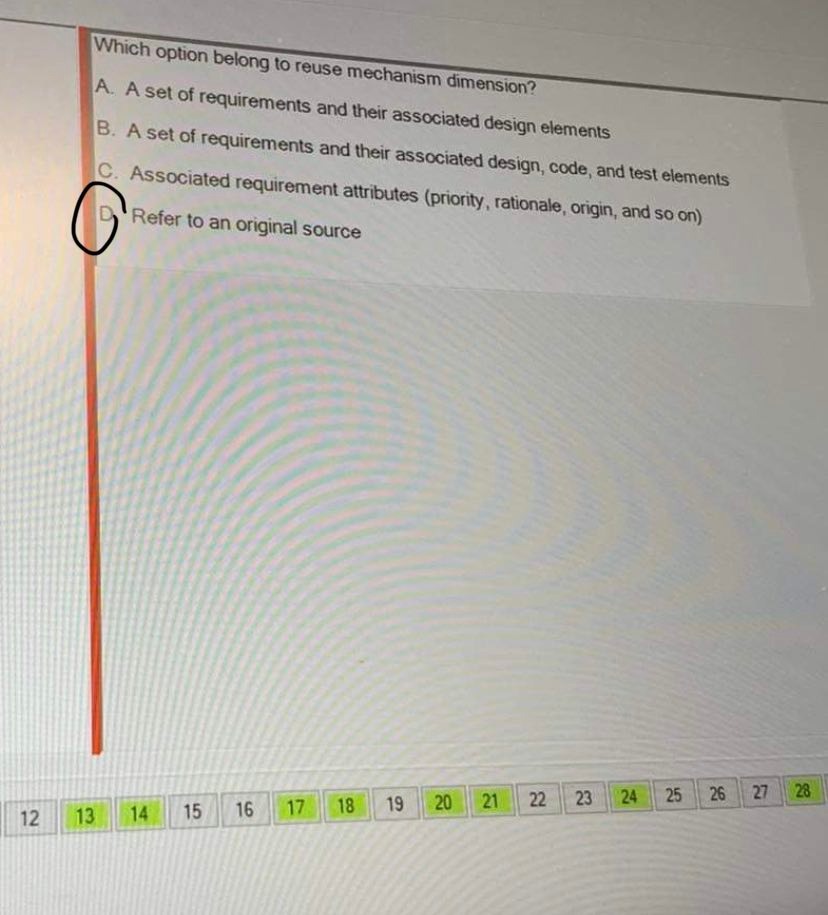 Which option belong to reuse mechanism dimension?
A. A set of requirements and their associated design elements
B. A set of requirements and their associated design, code, and test elements
C. Associated requirement attributes (priority, rationale, origin, and so on)
D. Refer to an original source
12 13 14 15 16 17 18 19 20 21 22 23 24 25 26 27 28